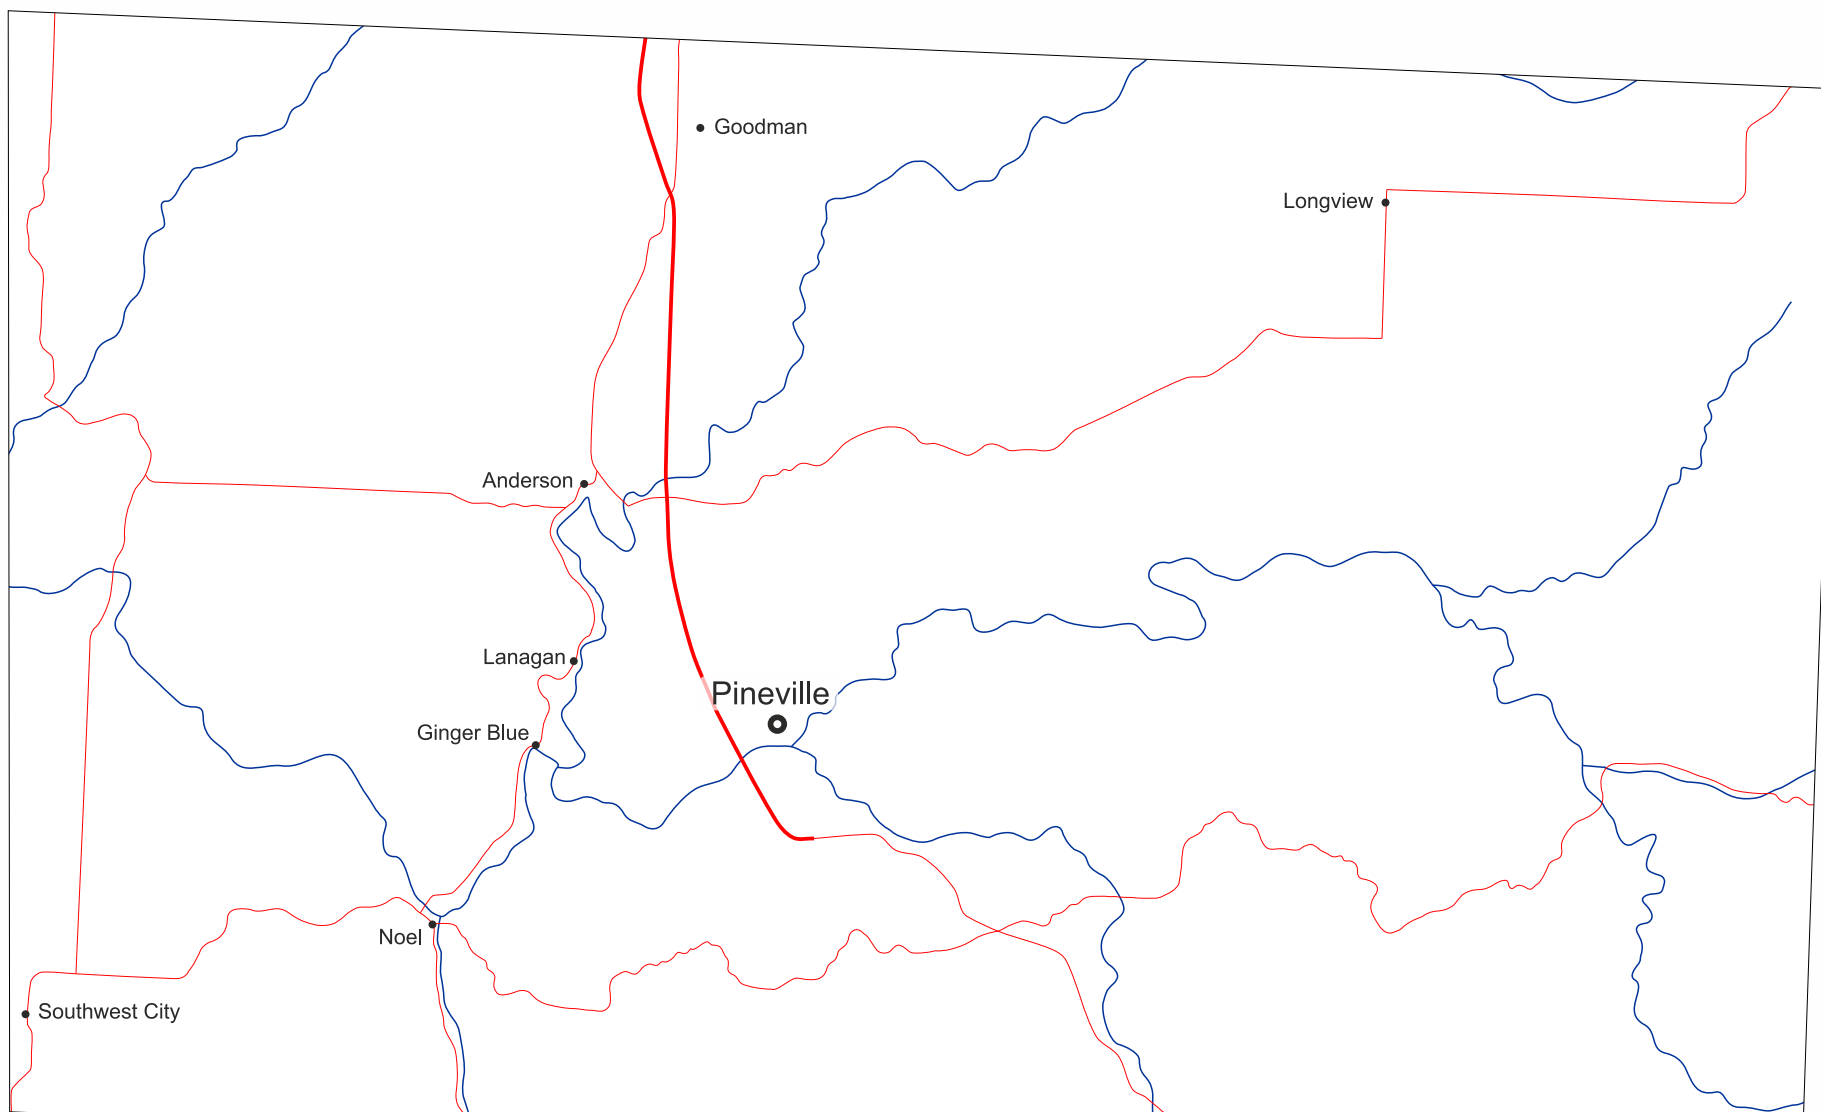 Goodman
Longview
Anderson
Lanagan
Pineville
Ginger Blue
Noel
Southwest City